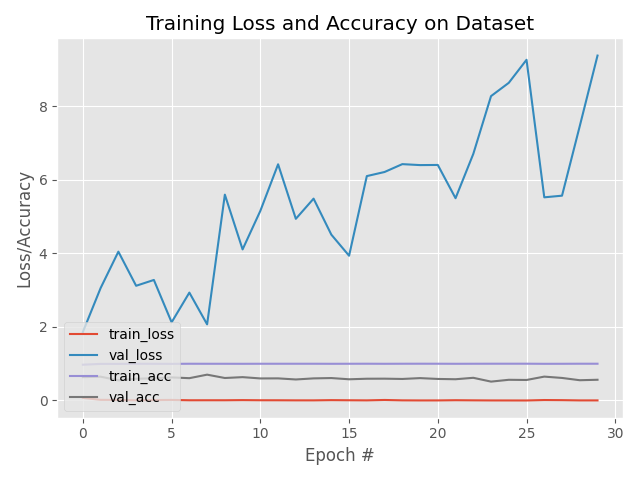 Training Loss and Accuracy on Dataset
Loss/Accuracy
8
6
4
2
0
train_loss
val_loss
train_acc
val_acc
0
5
10
15
20
25
30
Epoch #